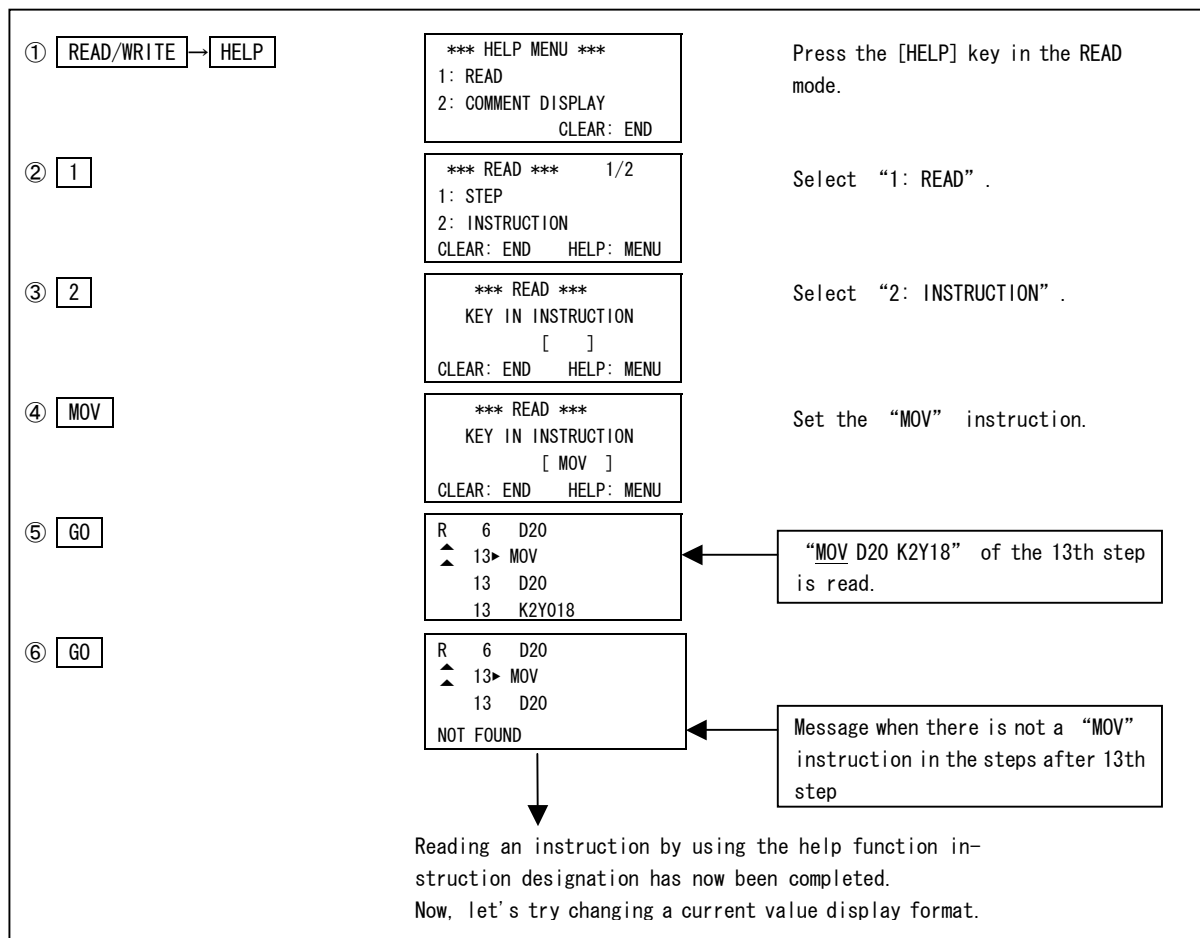 ① READ/WRITE → HELP
*** HELP MENU ***
1: READ
2: COMMENT DISPLAY
CLEAR: END
Press the [HELP] key in the READ
mode.
② 1
*** READ *** 1/2
1: STEP
2: INSTRUCTION
CLEAR: END HELP: MENU
Select “1: READ”.
③ 2
*** READ ***
KEY IN INSTRUCTION
[ ]
CLEAR: END HELP: MENU
Select “2: INSTRUCTION”.
④ MOV
*** READ ***
KEY IN INSTRUCTION
[ MOV ]
CLEAR: END HELP: MENU
Set the “MOV” instruction.
⑤ GO
R 6 D20
13▶ MOV
13 D20
13 K2Y018
“MOV D20 K2Y18” of the 13th step
is read.
⑥ GO
R 6 D20
13▶ MOV
13 D20
NOT FOUND
Message when there is not a “MOV”
instruction in the steps after 13th
step
Reading an instruction by using the help function in-
struction designation has now been completed.
Now, let's try changing a current value display format.